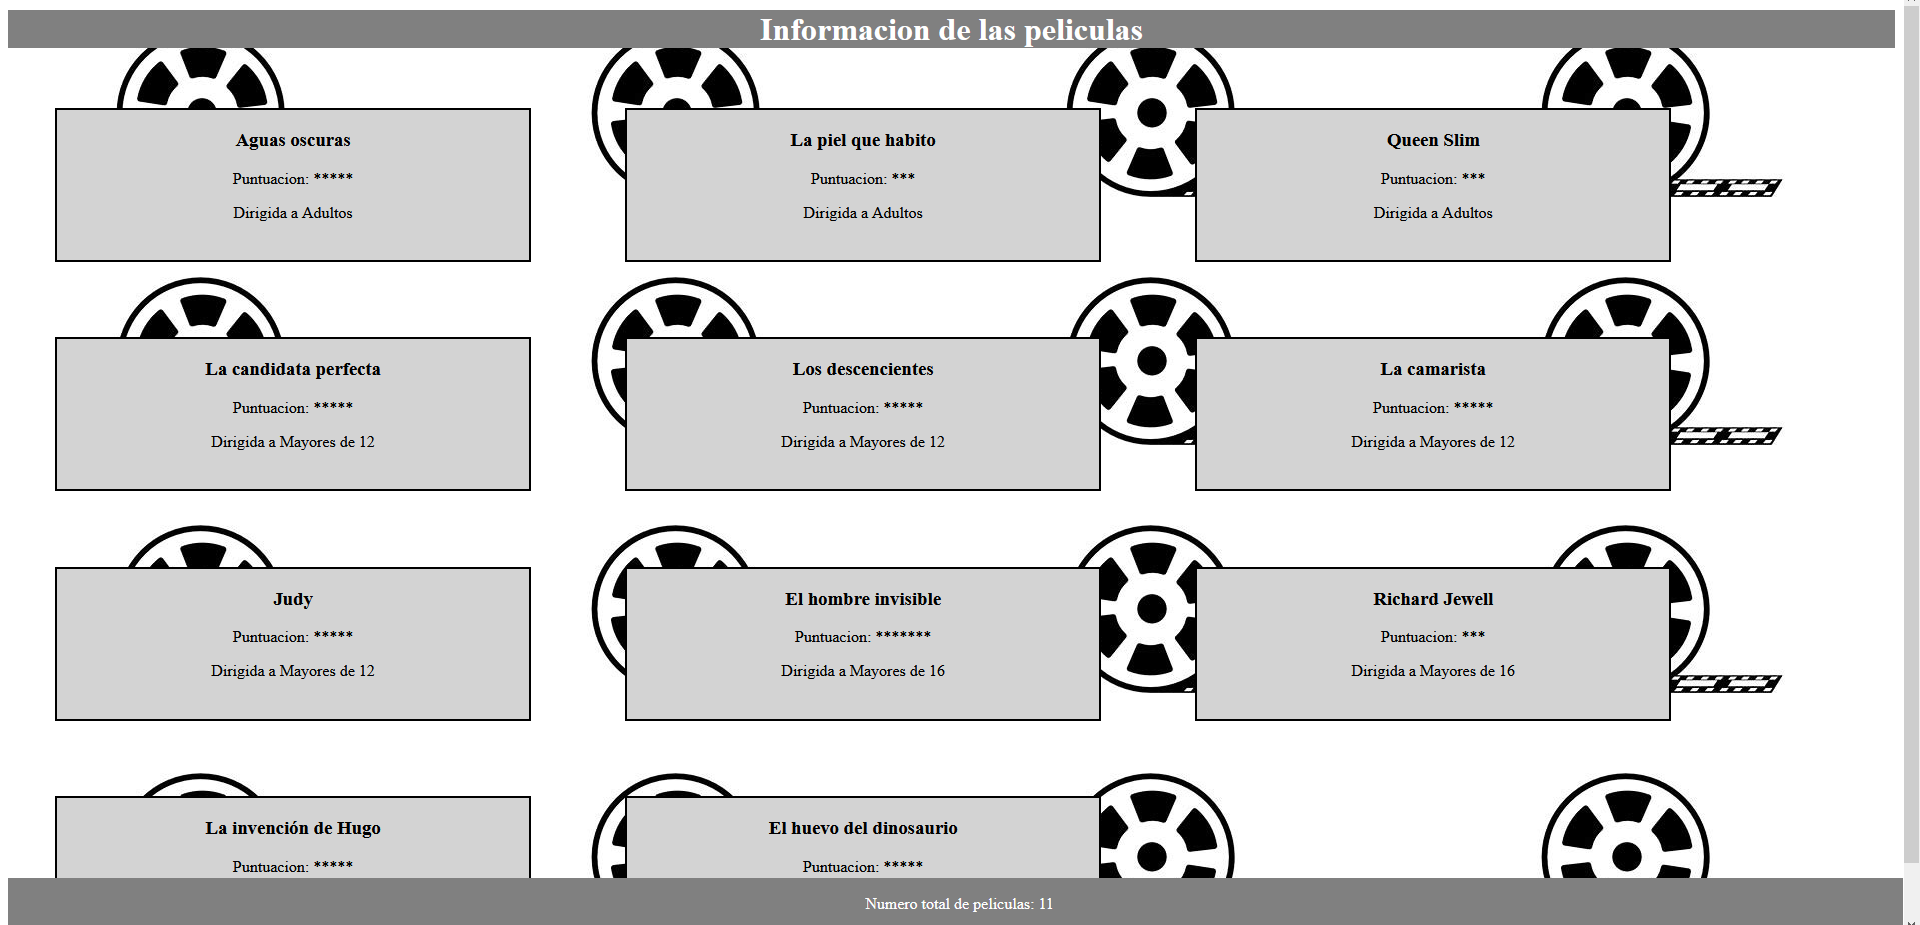 Informacion de las peliculas
Aguas oscuras
Puntuacion: *****
Dirigida a Adultos
La piel que habito
Puntuacion: ***
Dirigida a Adultos
Queen Slim
Puntuacion: ***
Dirigida a Adultos
La candidata perfecta
Puntuacion: *****
Dirigida a Mayores de 12
Los descencientes
Puntuacion: *****
Dirigida a Mayores de 12
La camarista
Puntuacion: *****
Dirigida a Mayores de 12
Judy
Puntuacion: *****
Dirigida a Mayores de 12
El hombre invisible
Puntuacion: *******
Dirigida a Mayores de 16
Richard Jewell
Puntuacion: ***
Dirigida a Mayores de 16
La invención de Hugo
Puntuacion: *****
El huevo del dinosaurio
Puntuacion: *****
Numero total de peliculas: 11